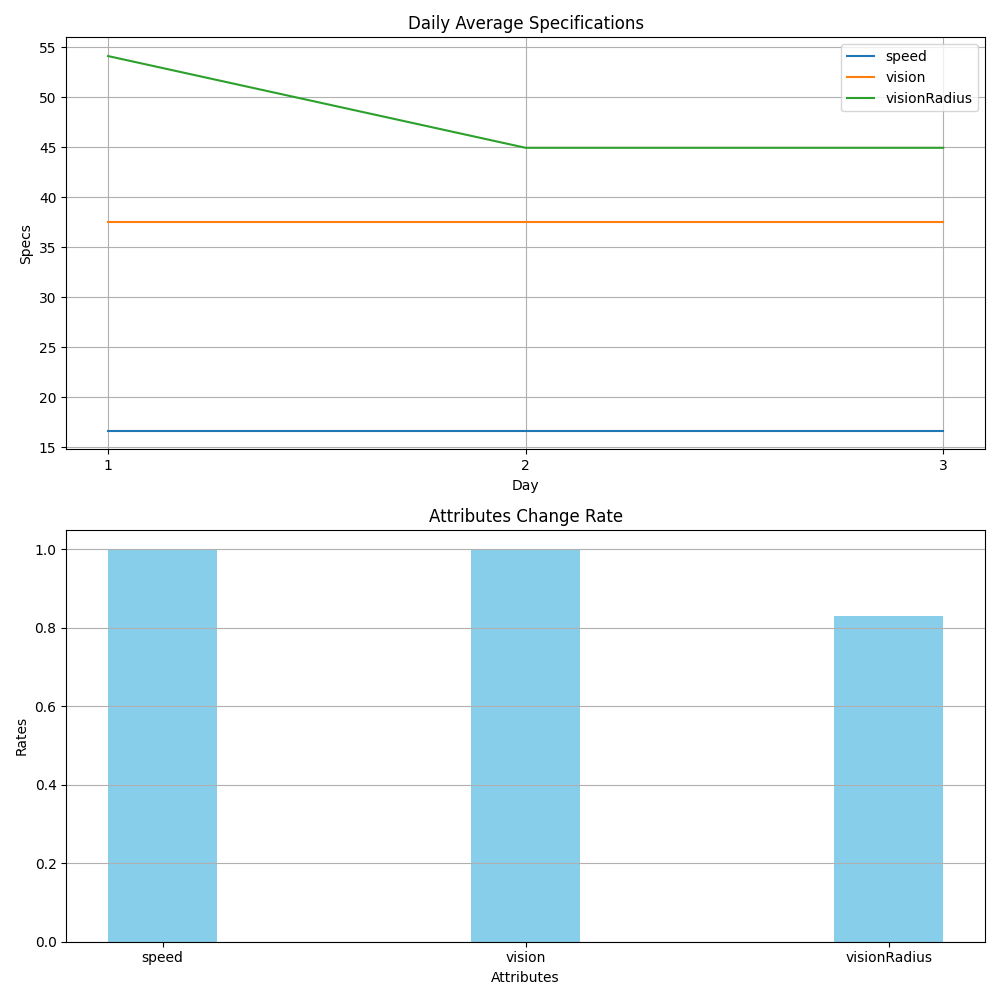 Daily Average Specifications
55
50
45
40
35
30
25
20
15
Specs
speed
vision
visionRadius
1 2 3
Day
Attributes Change Rate
1.0
0.8
0.6
0.4
0.2
0.0
Rates
speed vision visionRadius
Attributes